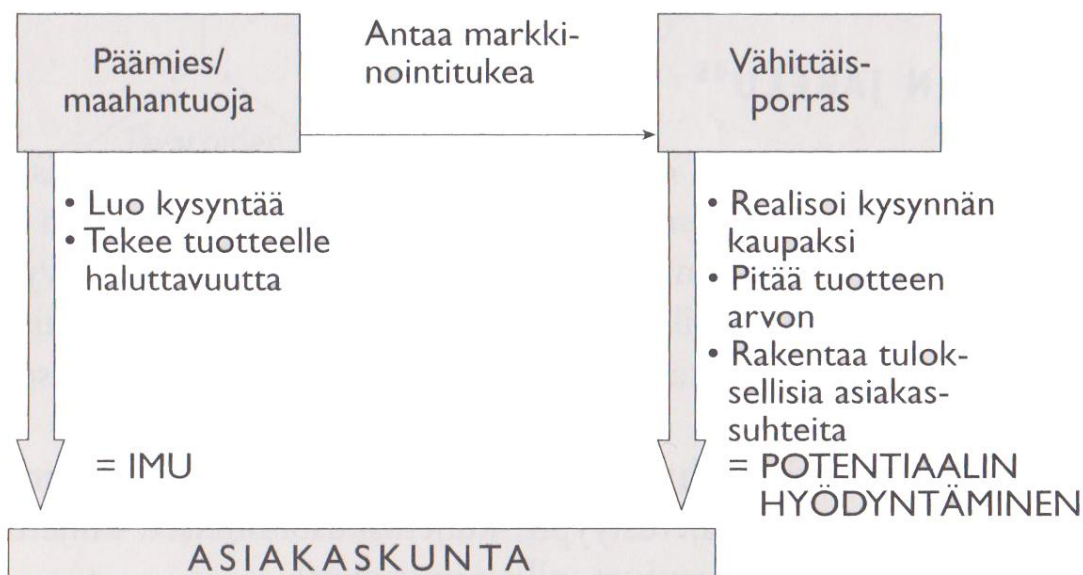 Päämies/
maahantuoja
Antaa markki-
nointitukea
Vähittäis-
porras
• Luo kysyntää
• Tekee tuotteelle
haluttavuutta
= IMU
• Realisoi kysynnän
kaupaksi
• Pitää tuotteen
arvon
• Rakentaa tulok-
sellisia asiakas-
suhteita
= POTENTIAALIN
HYÖDYNTÄMINEN
ASIAKASKUNTA